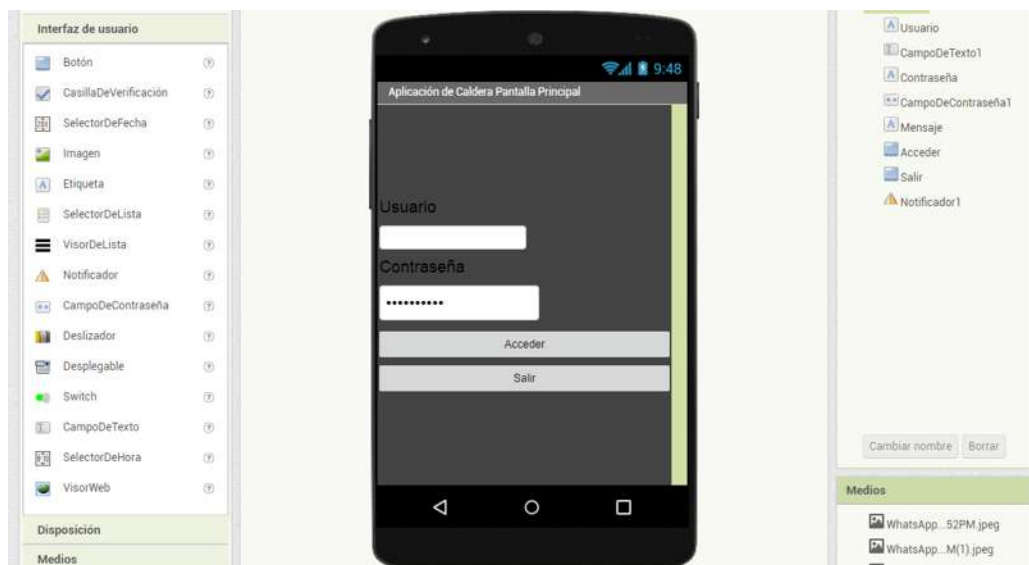 Interfaz de usuario
Botón
CasillaDeVerificación
SelectorDeFecha
Imagen
Etiqueta
SelectorDeLista
VisorDeLista
Notificador
CampoDeContraseña
Deslizador
Desplegable
Switch
CampoDeTexto
SelectorDeHora
VisorWeb
Disposición
Medios
9:48
Aplicación de Caldera Pantalla Principal
Usuario
Contraseña
••••••••••
Acceder
Salir
Usuario
CampoDeTexto1
Contraseña
CampoDeContraseña1
Mensaje
Acceder
Salir
Notificador1
Cambiar nombre Borrar
Medios
WhatsApp...52PM.jpeg
WhatsApp...M(1).jpeg